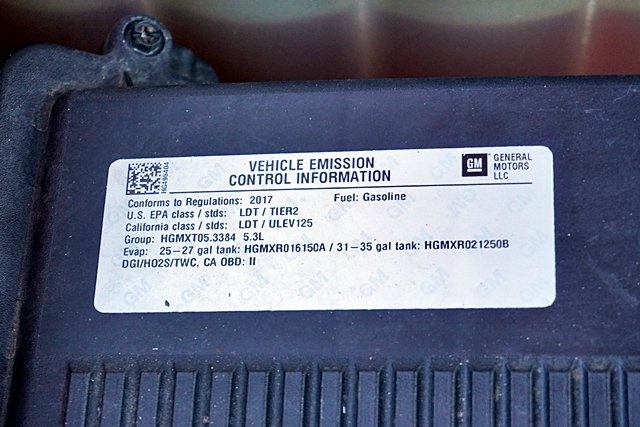 VEHICLE EMISSION
CONTROL INFORMATION
GM
GENERAL
MOTORS
LLC
Conforms to Regulations: 2017 Fuel: Gasoline
U.S. EPA class / stds: LDT / TIER2
California class / stds: LDT / ULEV125
Group: HGMXT05.3384 5.3L
Evap: 25-27 gal tank: HGMXR016150A / 31-35 gal tank: HGMXR021250B
DGI/HO2S/TWC, CA OBD: II